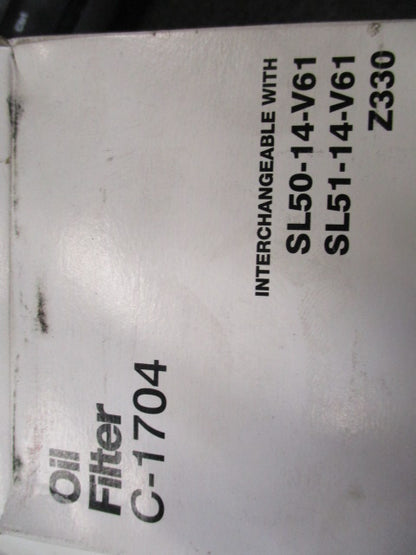 Oil
Filter
C-1704
INTERCHANGEABLE WITH
SL50-14-V61
SL51-14-V61
Z330